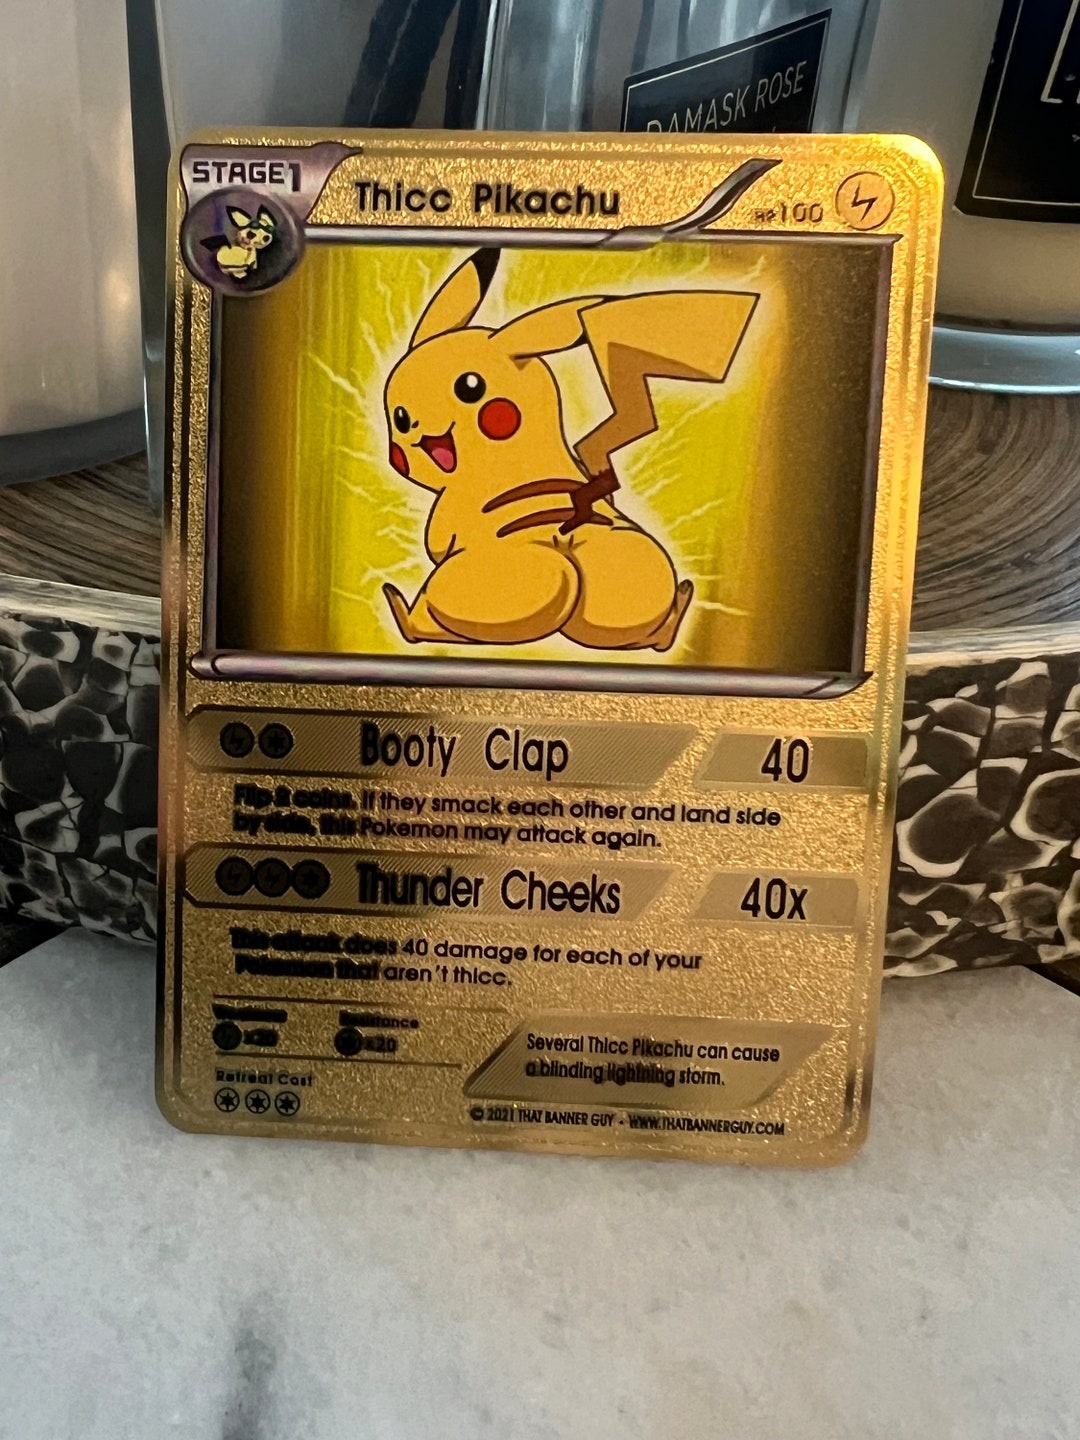 DAMASK ROSE
STAGE1
Thicc Pikachu
HP100
Booty Clap
40
Flip 2 coins. If they smack each other and land side
by side, this Pokemon may attack again.
Thunder Cheeks
40x
This attack does 40 damage for each of your
Pokemon that aren't thicc.
Weakness
Resistance
x20
x20
Several Thicc Pikachu can cause
a blinding lightning storm.
Retreat Cost
© 2021 THAT BANNER GUY - WWW.THATBANNERGUY.COM